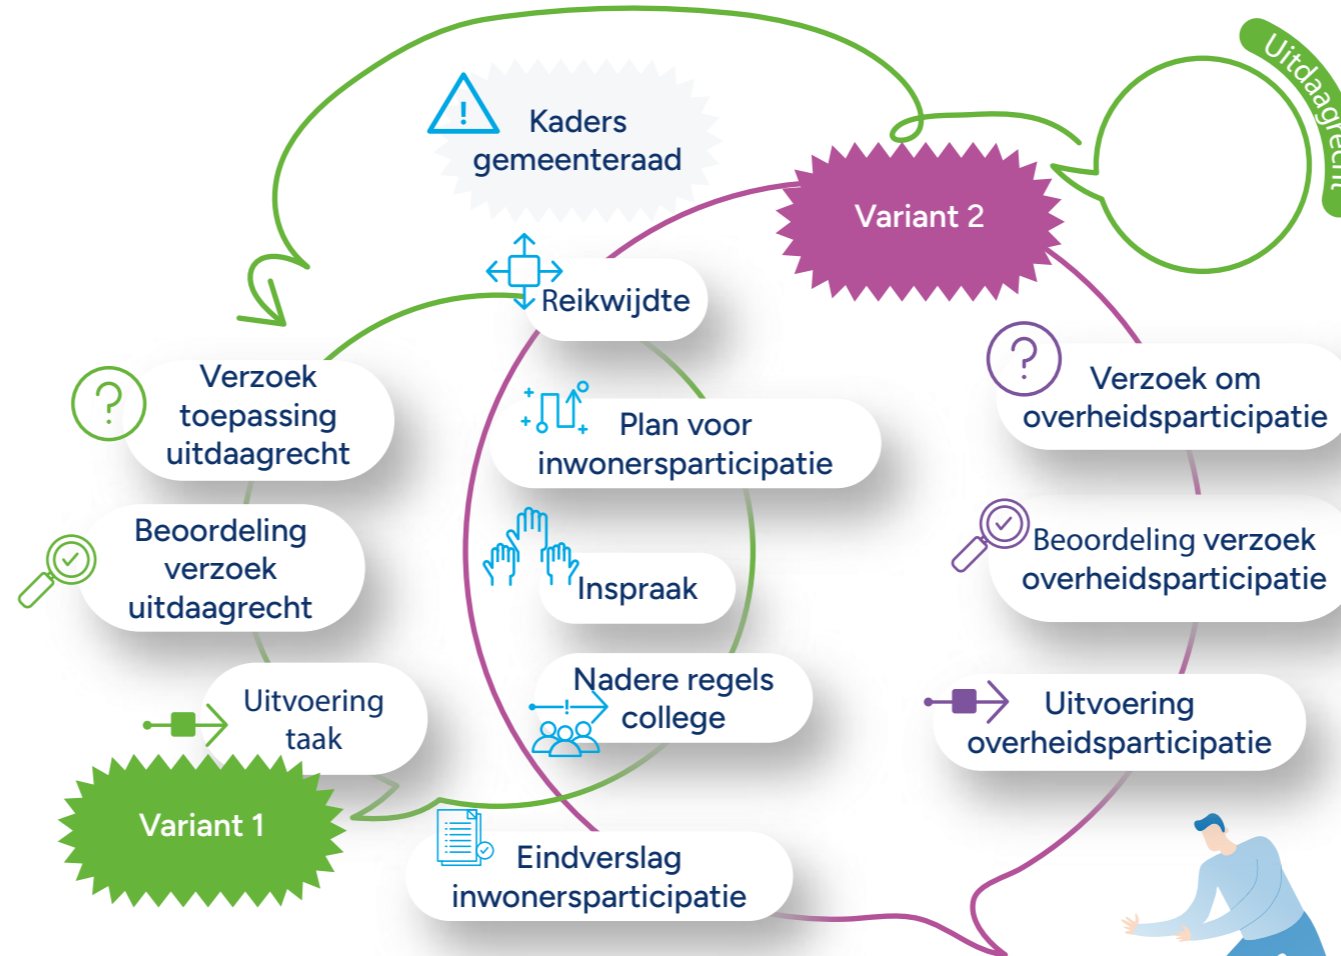 Uitdaagrecht
Kaders
gemeenteraad
Variant 2
Reikwijdte
Verzoek
toepassing
uitdaagrecht
Plan voor
inwonersparticipatie
Verzoek om
overheidsparticipatie
Beoordeling
verzoek
uitdaagrecht
Inspraak
Beoordeling verzoek
overheidsparticipatie
Uitvoering
taak
Nadere regels
college
Uitvoering
overheidsparticipatie
Variant 1
Eindverslag
inwonersparticipatie